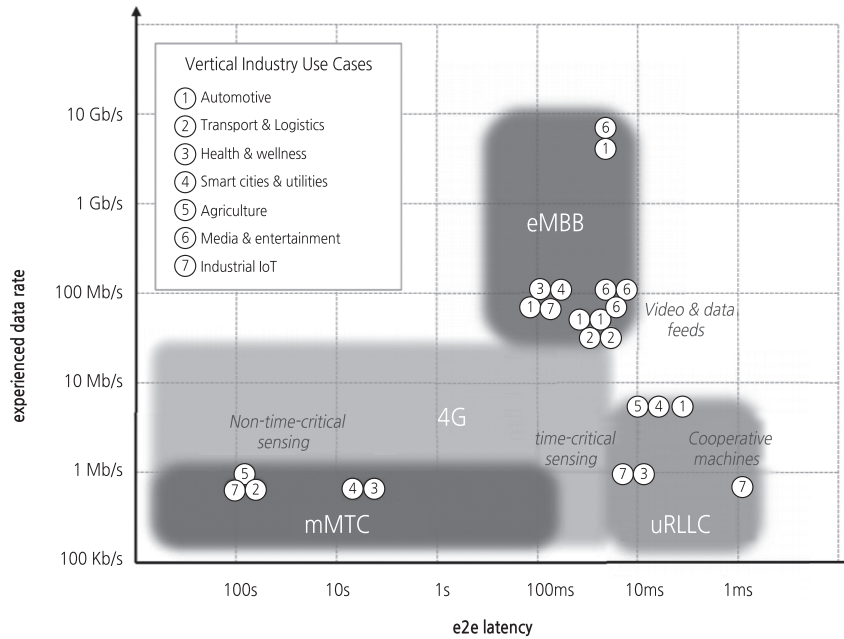 Vertical Industry Use Cases
1 Automotive
2 Transport & Logistics
3 Health & wellness
4 Smart cities & utilities
5 Agriculture
6 Media & entertainment
7 Industrial IoT
experienced data rate
10 Gb/s
1 Gb/s
100 Mb/s
10 Mb/s
1 Mb/s
100 Kb/s
6
1
eMBB
3 4 6 6
1 7 6
1 1
2 2
Video & data
feeds
5 4 1
4G
Non-time-critical
sensing
time-critical
sensing
Cooperative
machines
5
7 2
4 3
7 3
7
mMTC
uRLLC
100s 10s 1s 100ms 10ms 1ms
e2e latency